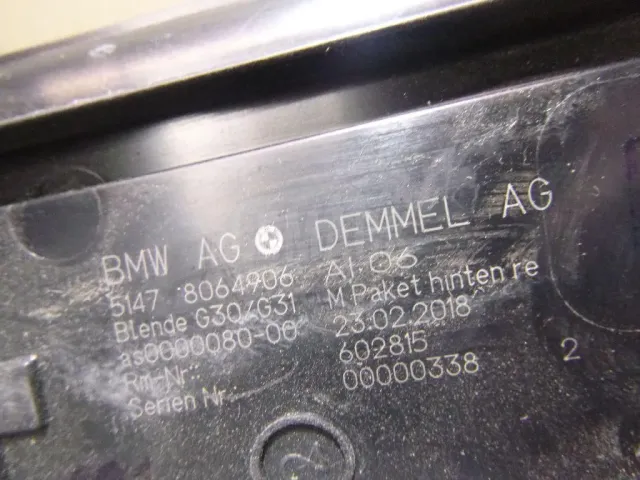 BMW AG DEMMEL AG
5147 8064906 AI 06
Blende G30/G31 M Paket hinten re
as0000080-00 23.02.2018
Rm-Nr.: 602815
Serien Nr.: 00000338 2